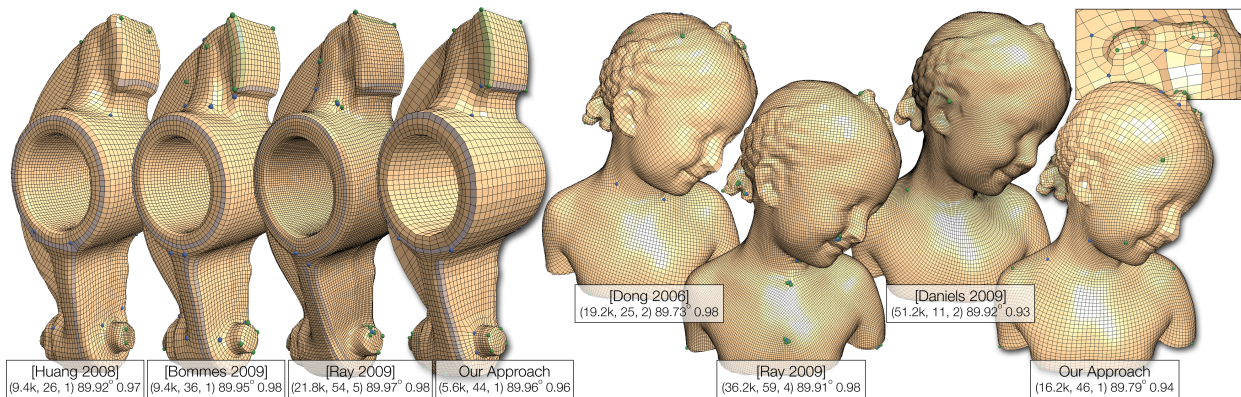 [Huang 2008]
(9.4k, 26, 1) 89.92° 0.97
[Bommes 2009]
(9.4k, 36, 1) 89.95° 0.98
[Ray 2009]
(21.8k, 54, 5) 89.97° 0.98
Our Approach
(5.6k, 44, 1) 89.96° 0.96
[Dong 2006]
(19.2k, 25, 2) 89.73° 0.98
[Ray 2009]
(36.2k, 59, 4) 89.91° 0.98
[Daniels 2009]
(51.2k, 11, 2) 89.92° 0.93
Our Approach
(16.2k, 46, 1) 89.79° 0.94